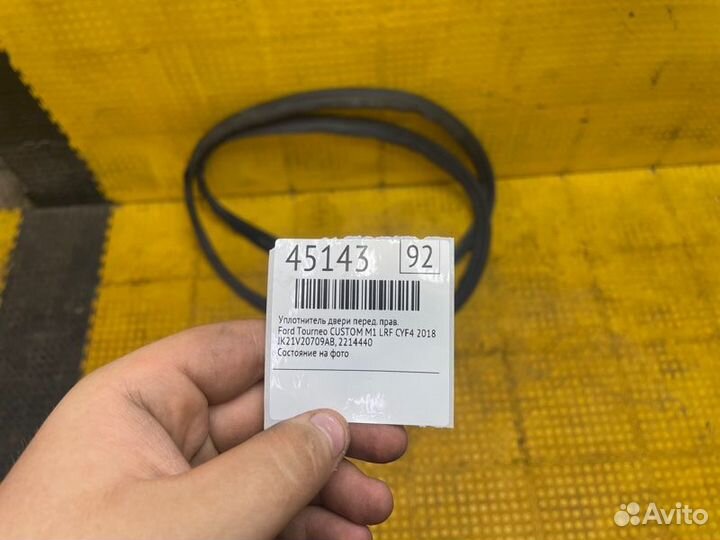 45143 92
Уплотнитель двери перед. прав.
Ford Tourneo CUSTOM M1 LRF CYF4 2018
JK21V20709AB, 2214440
Состояние на фото
Avito